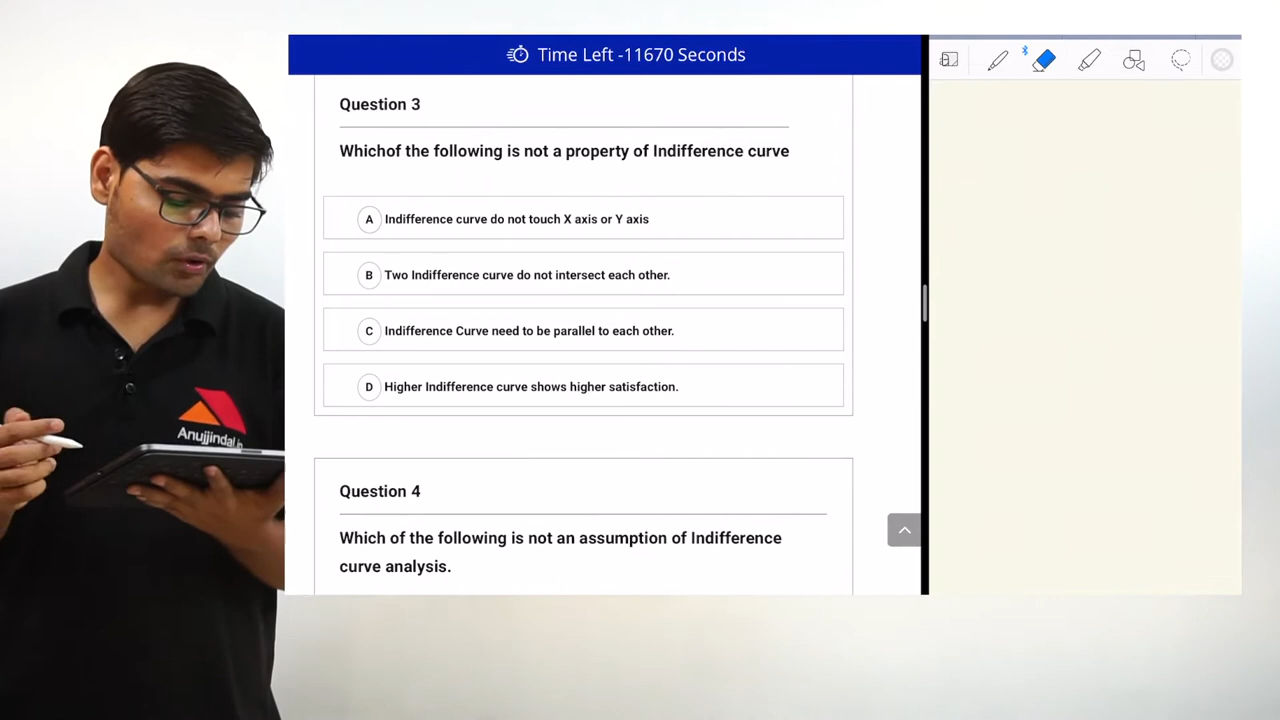 Time Left -11670 Seconds
Question 3
Whichof the following is not a property of Indifference curve
A Indifference curve do not touch X axis or Y axis
B Two Indifference curve do not intersect each other.
C Indifference Curve need to be parallel to each other.
D Higher Indifference curve shows higher satisfaction.
Question 4
Which of the following is not an assumption of Indifference
curve analysis.
Anujjindal.in